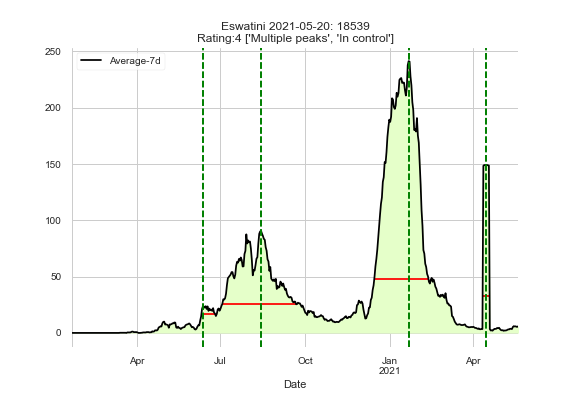 Eswatini 2021-05-20: 18539
Rating:4 ['Multiple peaks', 'In control']
250
Average-7d
200
150
100
50
0
Apr Jul Oct Jan Apr
2021
Date